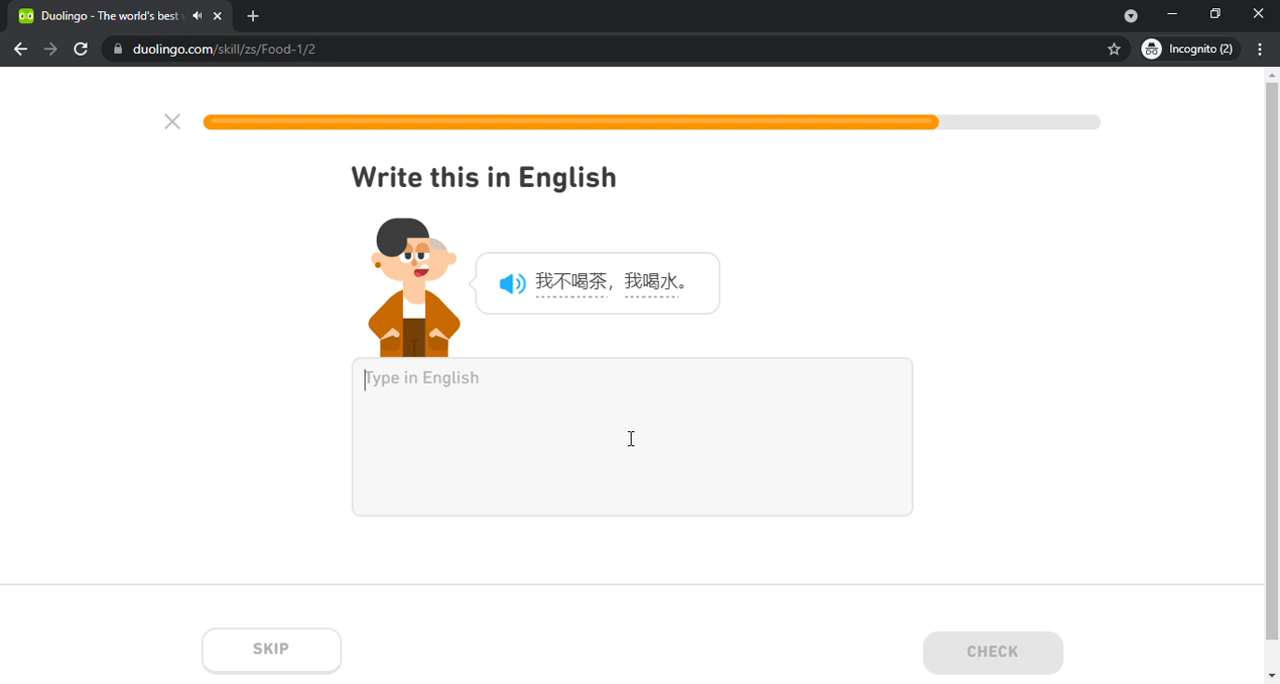 Duolingo - The world's best
duolingo.com/skill/zs/Food-1/2
Incognito (2)
Write this in English
我不喝茶，我喝水。
Type in English
SKIP
CHECK